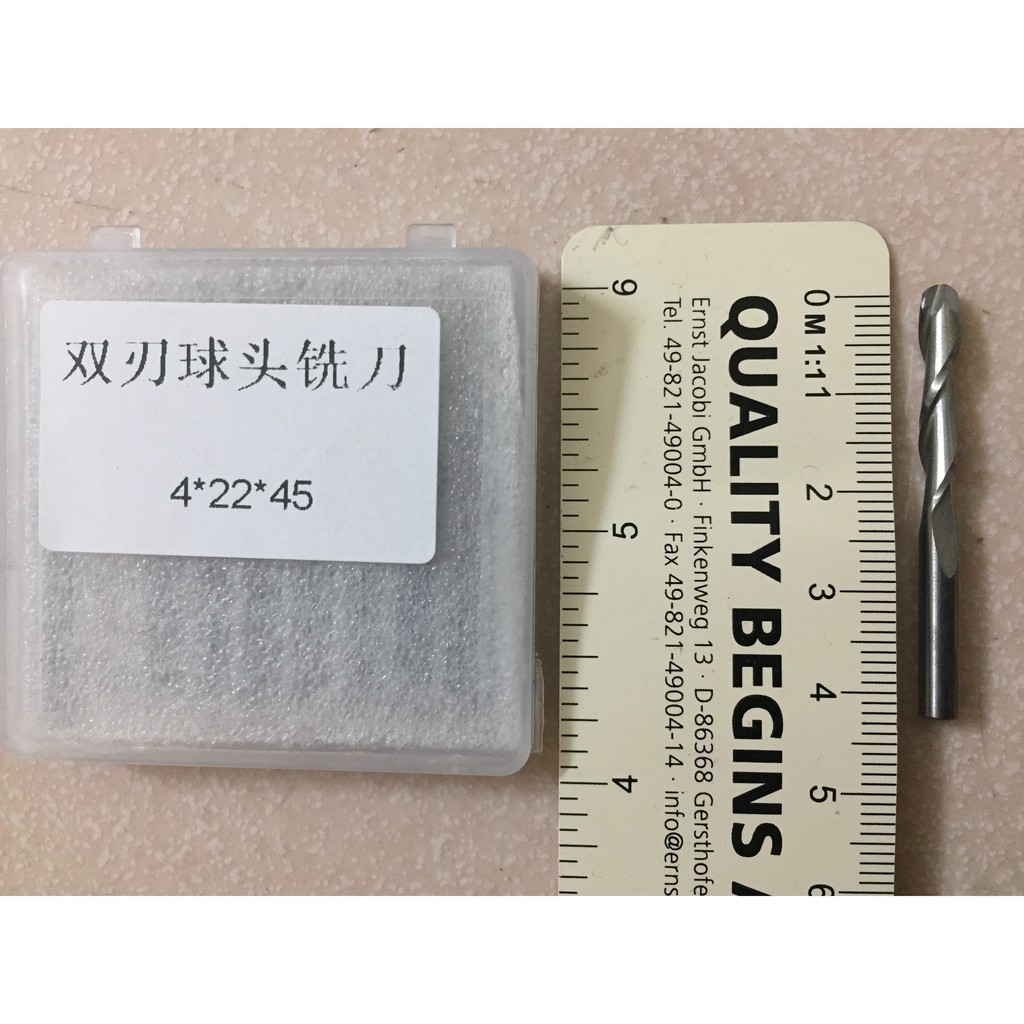 双刃球头铣刀
4*22*45
6
5
4
Ernst Jacobi GmbH · Finkenweg 13 · D-86368 Gersthofe
Tel. 49-821-49004-0 · Fax 49-821-49004-14 · info@erns
QUALITY BEGINS
0 M 1:1
1
2
3
4
5
6